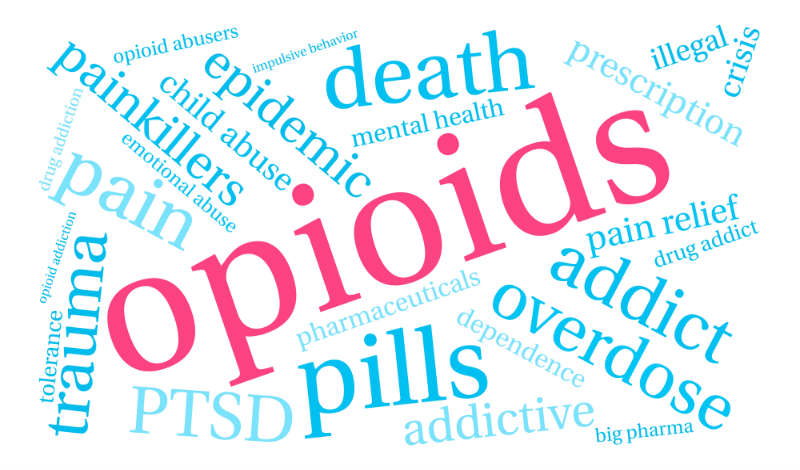 opioid abusers
impulsive behavior
death
illegal
crisis
painkillers
epidemic
child abuse
mental health
prescription
drug addiction
emotional abuse
pain
opioids
pain relief
drug addict
opioid addiction
trauma
tolerance
pharmaceuticals
addict
overdose
dependence
pills
PTSD
addictive
big pharma